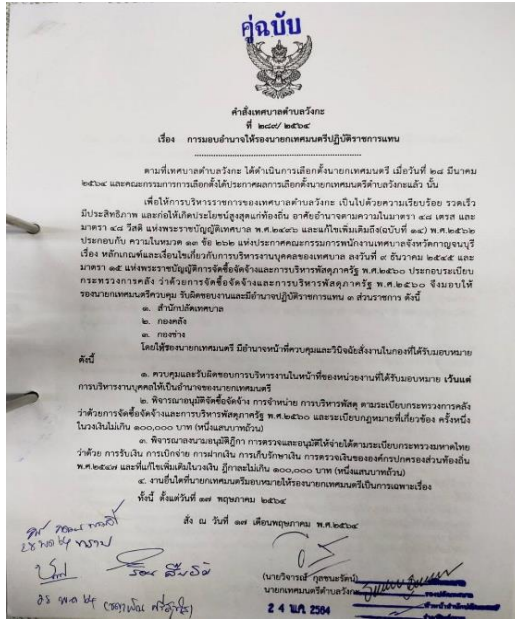 คู่ฉบับ
คำสั่งเทศบาลตำบลวังกะ
ที่ ๒๘๙/ ๒๕๖๔
เรื่อง การมอบอำนาจให้รองนายกเทศมนตรีปฏิบัติราชการแทน
ตามที่เทศบาลตำบลวังกะ ได้ดำเนินการเลือกตั้งนายกเทศมนตรี เมื่อวันที่ ๒๘ มีนาคม
๒๕๖๔ และคณะกรรมการการเลือกตั้งได้ประกาศผลการเลือกตั้งนายกเทศมนตรีตำบลวังกะแล้ว นั้น
เพื่อให้การบริหารราชการของเทศบาลตำบลวังกะ เป็นไปด้วยความเรียบร้อย รวดเร็ว
มีประสิทธิภาพ และก่อให้เกิดประโยชน์สูงสุดแก่ท้องถิ่น อาศัยอำนาจตามความในมาตรา ๔๘ เตรส และ
มาตรา ๔๘ วีสติ แห่งพระราชบัญญัติเทศบาล พ.ศ.๒๔๙๖ และแก้ไขเพิ่มเติมถึง(ฉบับที่ ๑๔) พ.ศ.๒๕๖๒
ประกอบกับ ความในหมวด ๑๓ ข้อ ๒๖๒ แห่งประกาศคณะกรรมการพนักงานเทศบาลจังหวัดกาญจนบุรี
เรื่อง หลักเกณฑ์และเงื่อนไขเกี่ยวกับการบริหารงานบุคคลของเทศบาล ลงวันที่ ๙ ธันวาคม ๒๕๔๕ และ
มาตรา ๑๕ แห่งพระราชบัญญัติการจัดซื้อจัดจ้างและการบริหารพัสดุภาครัฐ พ.ศ.๒๕๖๐ ประกอบระเบียบ
กระทรวงการคลัง ว่าด้วยการจัดซื้อจัดจ้างและการบริหารพัสดุภาครัฐ พ.ศ.๒๕๖๐ จึงมอบให้
รองนายกเทศมนตรีควบคุม รับผิดชอบงานและมีอำนาจปฏิบัติราชการแทน ๓ ส่วนราชการ ดังนี้
๑. สำนักปลัดเทศบาล
๒. กองคลัง
๓. กองช่าง
โดยให้รองนายกเทศมนตรี มีอำนาจหน้าที่ควบคุมและวินิจฉัยสั่งงานในกองที่ได้รับมอบหมาย
ดังนี้
๑. ควบคุมและรับผิดชอบการบริหารงานในหน้าที่ของหน่วยงานที่ได้รับมอบหมาย เว้นแต่
การบริหารงานบุคคลให้เป็นอำนาจของนายกเทศมนตรี
๒. พิจารณาอนุมัติจัดซื้อจัดจ้าง การจำหน่าย การบริหารพัสดุ ตามระเบียบกระทรวงการคลัง
ว่าด้วยการจัดซื้อจัดจ้างและการบริหารพัสดุภาครัฐ พ.ศ.๒๕๖๐ และระเบียบกฎหมายที่เกี่ยวข้อง ครั้งหนึ่ง
ในวงเงินไม่เกิน ๑๐๐,๐๐๐ บาท (หนึ่งแสนบาทถ้วน)
๓. พิจารณาลงนามอนุมัติฎีกา การตรวจและอนุมัติให้จ่ายได้ตามระเบียบกระทรวงมหาดไทย
ว่าด้วย การรับเงิน การเบิกจ่าย การฝากเงิน การเก็บรักษาเงิน การตรวจเงินขององค์กรปกครองส่วนท้องถิ่น
พ.ศ.๒๕๔๗ และที่แก้ไขเพิ่มเติมในวงเงิน ฎีกาละไม่เกิน ๑๐๐,๐๐๐ บาท (หนึ่งแสนบาทถ้วน)
๔. งานอื่นใดที่นายกเทศมนตรีมอบหมายให้รองนายกเทศมนตรีเป็นการเฉพาะเรื่อง
ทั้งนี้ ตั้งแต่วันที่ ๑๗ พฤษภาคม ๒๕๖๔
สั่ง ณ วันที่ ๑๗ เดือนพฤษภาคม พ.ศ.๒๕๖๔
(นายวิจารณ์ กุลชนะรัตน์)
นายกเทศมนตรีตำบลวังกะ
24 พ.ค. 2564